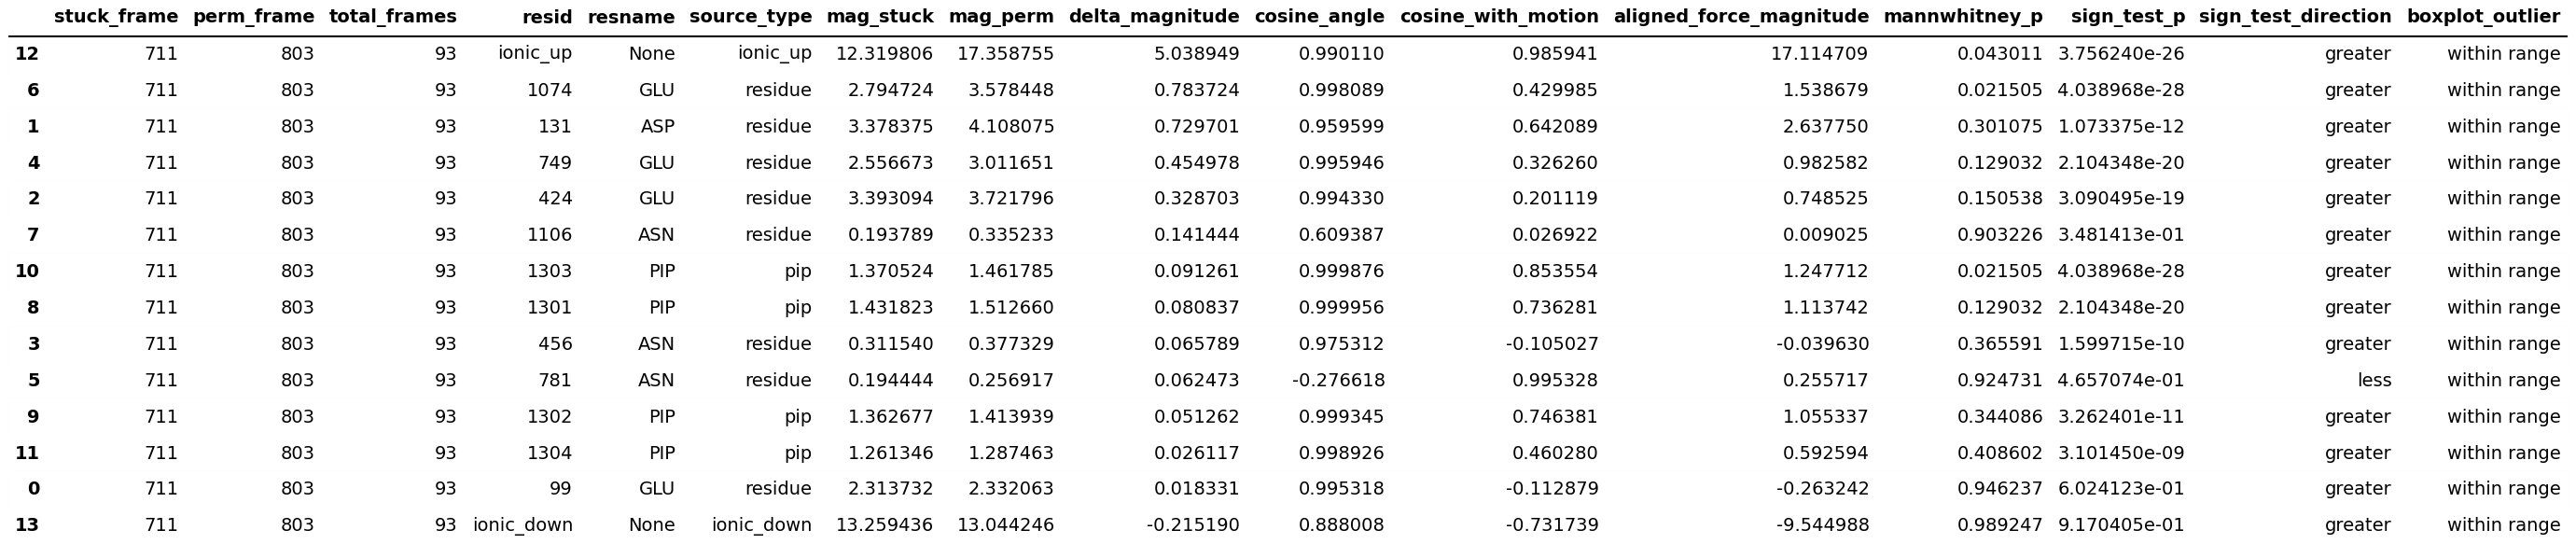 stuck_frame perm_frame total_frames resid resname source_type mag_stuck mag_perm delta_magnitude cosine_angle cosine_with_motion aligned_force_magnitude mannwhitney_p sign_test_p sign_test_direction boxplot_outlier
12 711 803 93 ionic_up None ionic_up 12.319806 17.358755 5.038949 0.990110 0.985941 17.114709 0.043011 3.756240e-26 greater within range
6 711 803 93 1074 GLU residue 2.794724 3.578448 0.783724 0.998089 0.429985 1.538679 0.021505 4.038968e-28 greater within range
1 711 803 93 131 ASP residue 3.378375 4.108075 0.729701 0.959599 0.642089 2.637750 0.301075 1.073375e-12 greater within range
4 711 803 93 749 GLU residue 2.556673 3.011651 0.454978 0.995946 0.326260 0.982582 0.129032 2.104348e-20 greater within range
2 711 803 93 424 GLU residue 3.393094 3.721796 0.328703 0.994330 0.201119 0.748525 0.150538 3.090495e-19 greater within range
7 711 803 93 1106 ASN residue 0.193789 0.335233 0.141444 0.609387 0.026922 0.009025 0.903226 3.481413e-01 greater within range
10 711 803 93 1303 PIP pip 1.370524 1.461785 0.091261 0.999876 0.853554 1.247712 0.021505 4.038968e-28 greater within range
8 711 803 93 1301 PIP pip 1.431823 1.512660 0.080837 0.999956 0.736281 1.113742 0.129032 2.104348e-20 greater within range
3 711 803 93 456 ASN residue 0.311540 0.377329 0.065789 0.975312 -0.105027 -0.039630 0.365591 1.599715e-10 greater within range
5 711 803 93 781 ASN residue 0.194444 0.256917 0.062473 -0.276618 0.995328 0.255717 0.924731 4.657074e-01 less within range
9 711 803 93 1302 PIP pip 1.362677 1.413939 0.051262 0.999345 0.746381 1.055337 0.344086 3.262401e-11 greater within range
11 711 803 93 1304 PIP pip 1.261346 1.287463 0.026117 0.998926 0.460280 0.592594 0.408602 3.101450e-09 greater within range
0 711 803 93 99 GLU residue 2.313732 2.332063 0.018331 0.995318 -0.112879 -0.263242 0.946237 6.024123e-01 greater within range
13 711 803 93 ionic_down None ionic_down 13.259436 13.044246 -0.215190 0.888008 -0.731739 -9.544988 0.989247 9.170405e-01 greater within range